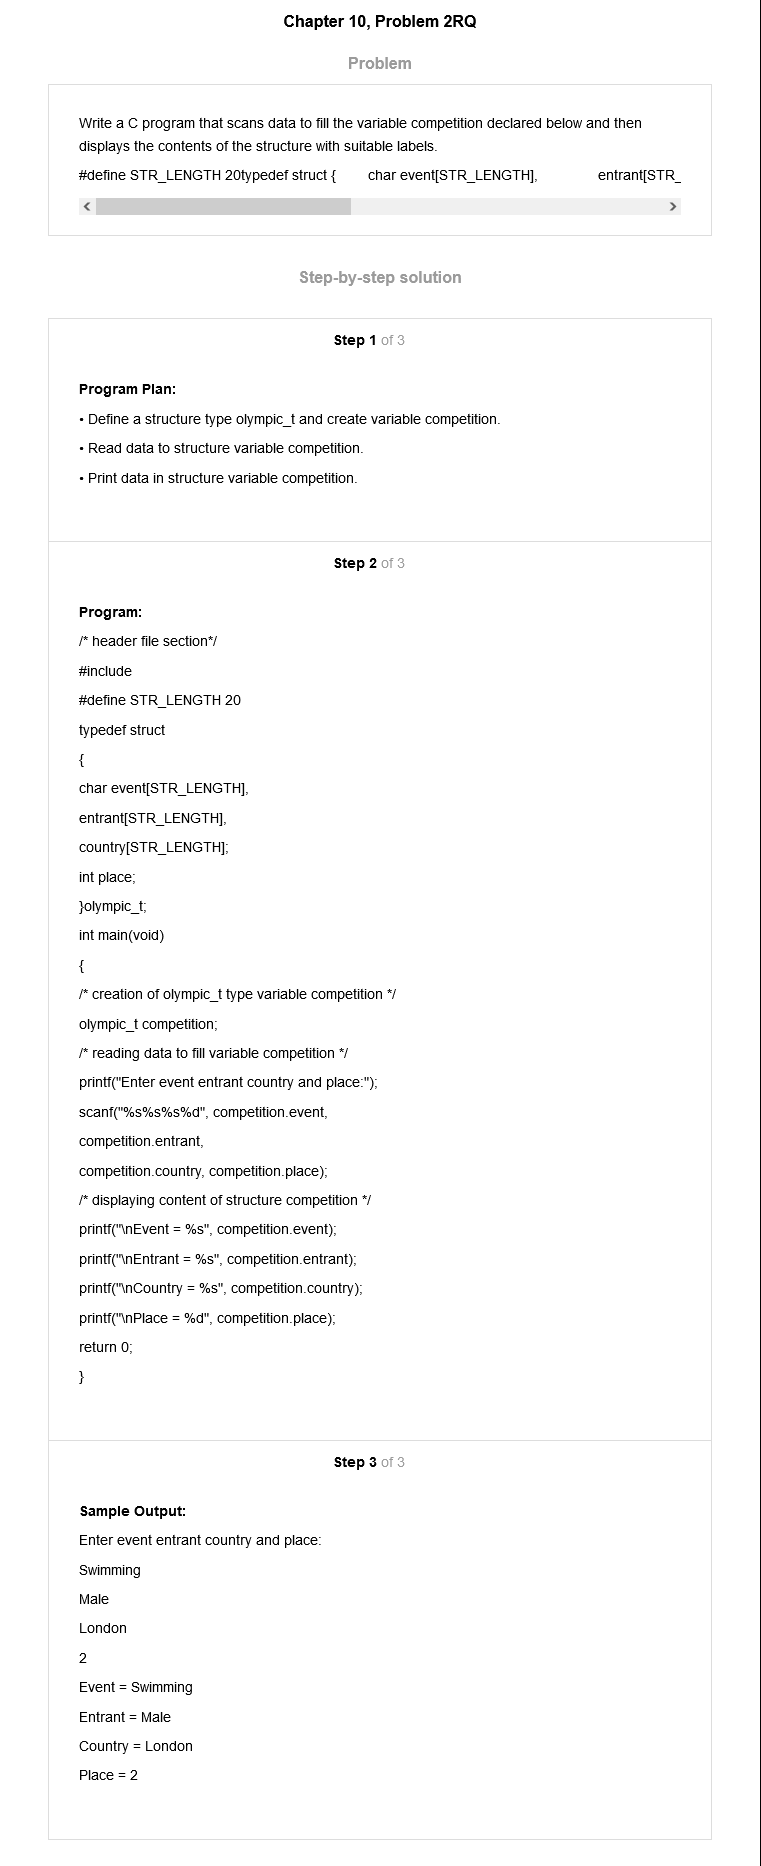 Chapter 10, Problem 2RQ
Problem
Write a C program that scans data to fill the variable competition declared below and then
displays the contents of the structure with suitable labels.
#define STR_LENGTH 20typedef struct { char event[STR_LENGTH], entrant[STR_
Step-by-step solution
Step 1 of 3
Program Plan:
• Define a structure type olympic_t and create variable competition.
• Read data to structure variable competition.
• Print data in structure variable competition.
Step 2 of 3
Program:
/* header file section*/
#include
#define STR_LENGTH 20
typedef struct
{
char event[STR_LENGTH],
entrant[STR_LENGTH],
country[STR_LENGTH];
int place;
}olympic_t;
int main(void)
{
/* creation of olympic_t type variable competition */
olympic_t competition;
/* reading data to fill variable competition */
printf("Enter event entrant country and place:");
scanf("%s%s%s%d", competition.event,
competition.entrant,
competition.country, competition.place);
/* displaying content of structure competition */
printf("\nEvent = %s", competition.event);
printf("\nEntrant = %s", competition.entrant);
printf("\nCountry = %s", competition.country);
printf("\nPlace = %d", competition.place);
return 0;
}
Step 3 of 3
Sample Output:
Enter event entrant country and place:
Swimming
Male
London
2
Event = Swimming
Entrant = Male
Country = London
Place = 2